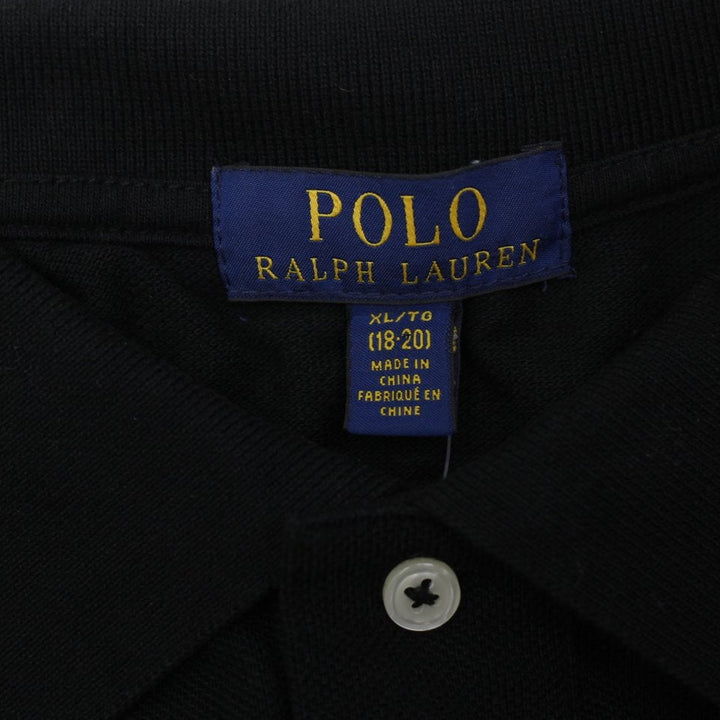 POLO
RALPH LAUREN
XL/TG
(18-20)
MADE IN
CHINA
FABRIQUÉ EN
CHINE